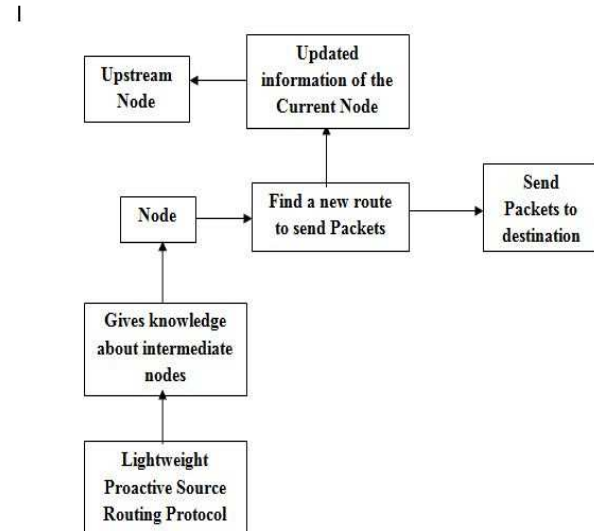 l
Updated
information of the
Current Node
Upstream
Node
Node
Find a new route
to send Packets
Send
Packets to
destination
Gives knowledge
about intermediate
nodes
Lightweight
Proactive Source
Routing Protocol